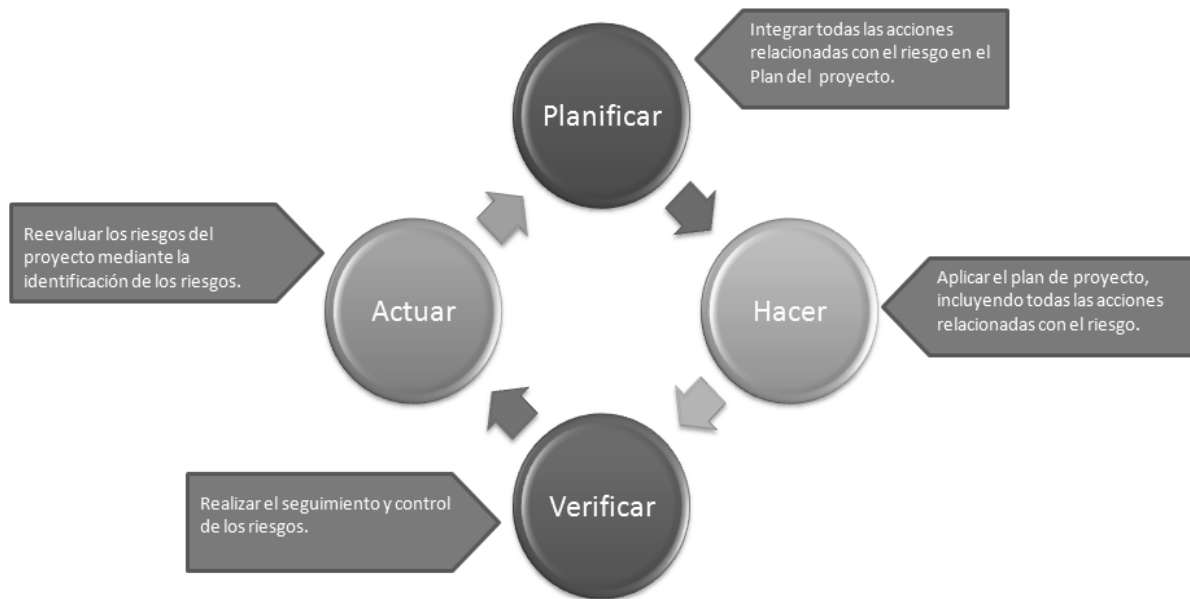 Integrar todas las acciones
relacionadas con el riesgo en el
Plan del proyecto.
Planificar
Reevaluar los riesgos del
proyecto mediante la
identificación de los riesgos.
Actuar
Hacer
Aplicar el plan de proyecto,
incluyendo todas las acciones
relacionadas con el riesgo.
Realizar el seguimiento y control
de los riesgos.
Verificar